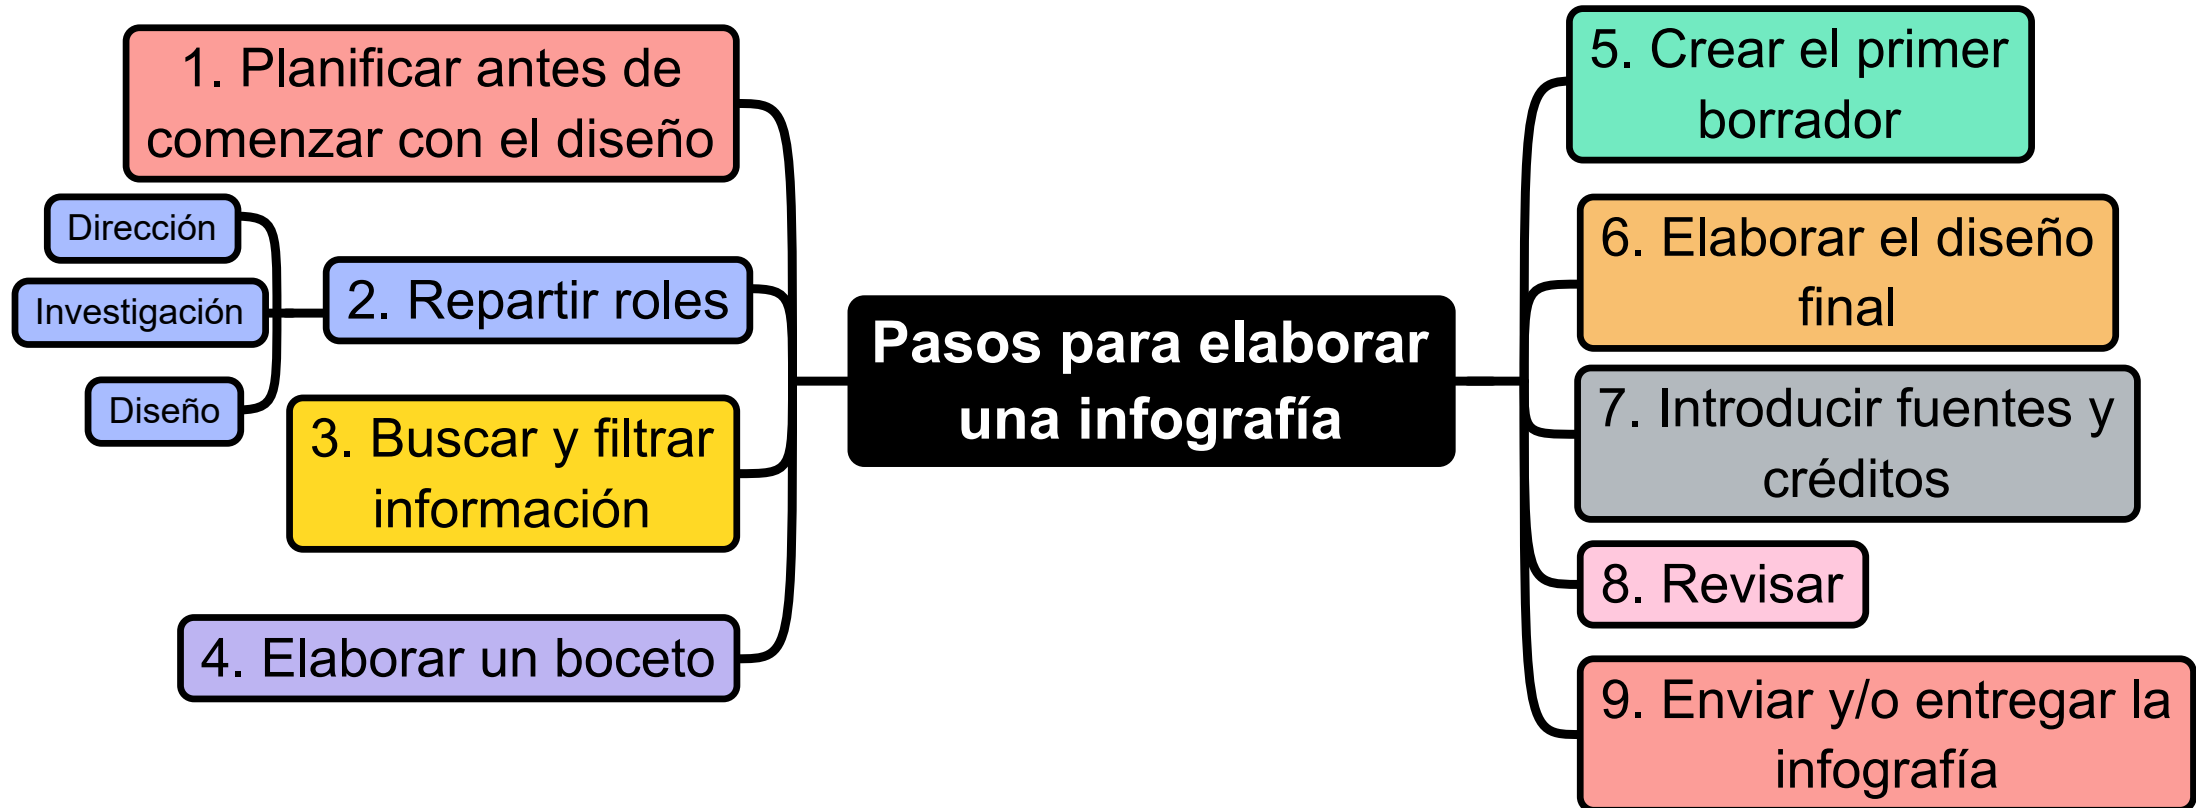 Pasos para elaborar
una infografía
1. Planificar antes de
comenzar con el diseño
2. Repartir roles
Dirección
Investigación
Diseño
3. Buscar y filtrar
información
4. Elaborar un boceto
5. Crear el primer
borrador
6. Elaborar el diseño
final
7. Introducir fuentes y
créditos
8. Revisar
9. Enviar y/o entregar la
infografía